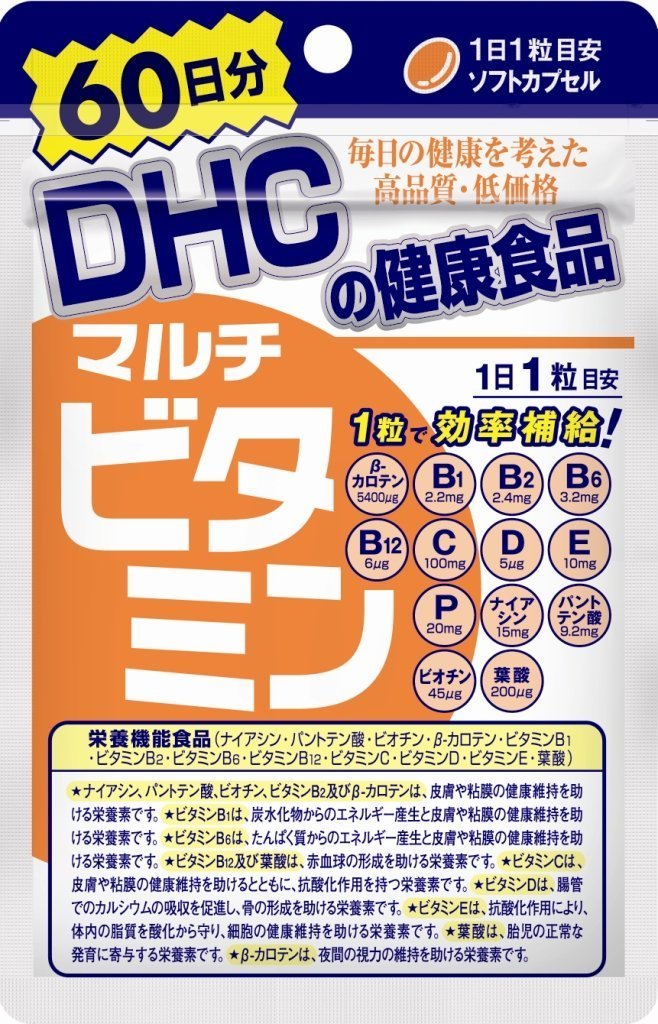 60日分
1日1粒目安
ソフトカプセル
毎日の健康を考えた
高品質・低価格
DHC
の健康食品
マルチ
ビタ
ミン
1日1粒目安
1粒で効率補給!
β-カロテン 5400μg
B1 2.2mg
B2 2.4mg
B6 3.2mg
B12 6μg
C 100mg
D 5μg
E 10mg
P 20mg
ナイアシン 15mg
パントテン酸 9.2mg
ビオチン 45μg
葉酸 200μg
栄養機能食品(ナイアシン・パントテン酸・ビオチン・β-カロテン・ビタミンB1
・ビタミンB2・ビタミンB6・ビタミンB12・ビタミンC・ビタミンD・ビタミンE・葉酸)
★ナイアシン、パントテン酸、ビオチン、ビタミンB2及びβ-カロテンは、皮膚や粘膜の健康維持を助
ける栄養素です。★ビタミンB1は、炭水化物からのエネルギー産生と皮膚や粘膜の健康維持を助
ける栄養素です。★ビタミンB6は、たんぱく質からのエネルギー産生と皮膚や粘膜の健康維持を助
ける栄養素です。★ビタミンB12及び葉酸は、赤血球の形成を助ける栄養素です。★ビタミンCは、
皮膚や粘膜の健康維持を助けるとともに、抗酸化作用を持つ栄養素です。★ビタミンDは、腸管
でのカルシウムの吸収を促進し、骨の形成を助ける栄養素です。★ビタミンEは、抗酸化作用により、
体内の脂質を酸化から守り、細胞の健康維持を助ける栄養素です。★葉酸は、胎児の正常な
発育に寄与する栄養素です。★β-カロテンは、夜間の視力の維持を助ける栄養素です。